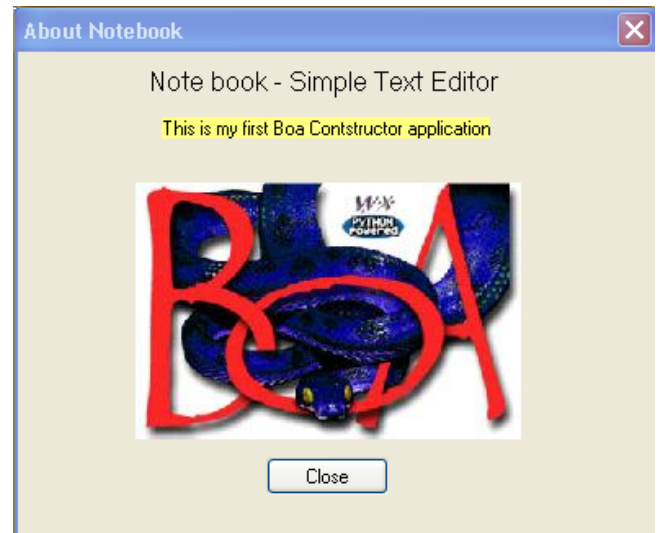 About Notebook
Note book - Simple Text Editor
This is my first Boa Contstructor application
BOA
PYTHON
POWERED
Close